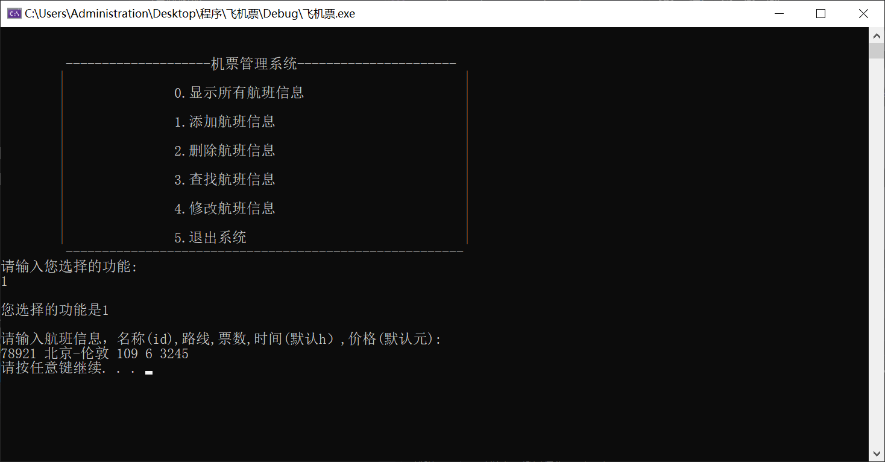 C:\Users\Administration\Desktop\程序\飞机票\Debug\飞机票.exe
--------------------机票管理系统----------------------
0.显示所有航班信息
1.添加航班信息
2.删除航班信息
3.查找航班信息
4.修改航班信息
5.退出系统
-------------------------------------------------------
请输入您选择的功能:
1
您选择的功能是1
请输入航班信息，名称(id),路线,票数,时间(默认h）,价格(默认元):
78921 北京-伦敦 109 6 3245
请按任意键继续. . .